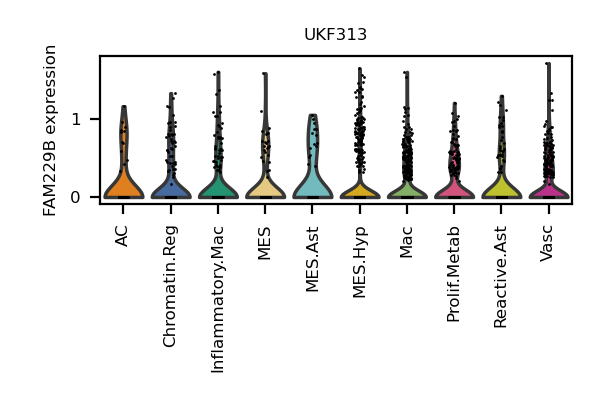 UKF313
FAM229B expression
1
0
AC
Chromatin.Reg
Inflammatory.Mac
MES
MES.Ast
MES.Hyp
Mac
Prolif.Metab
Reactive.Ast
Vasc